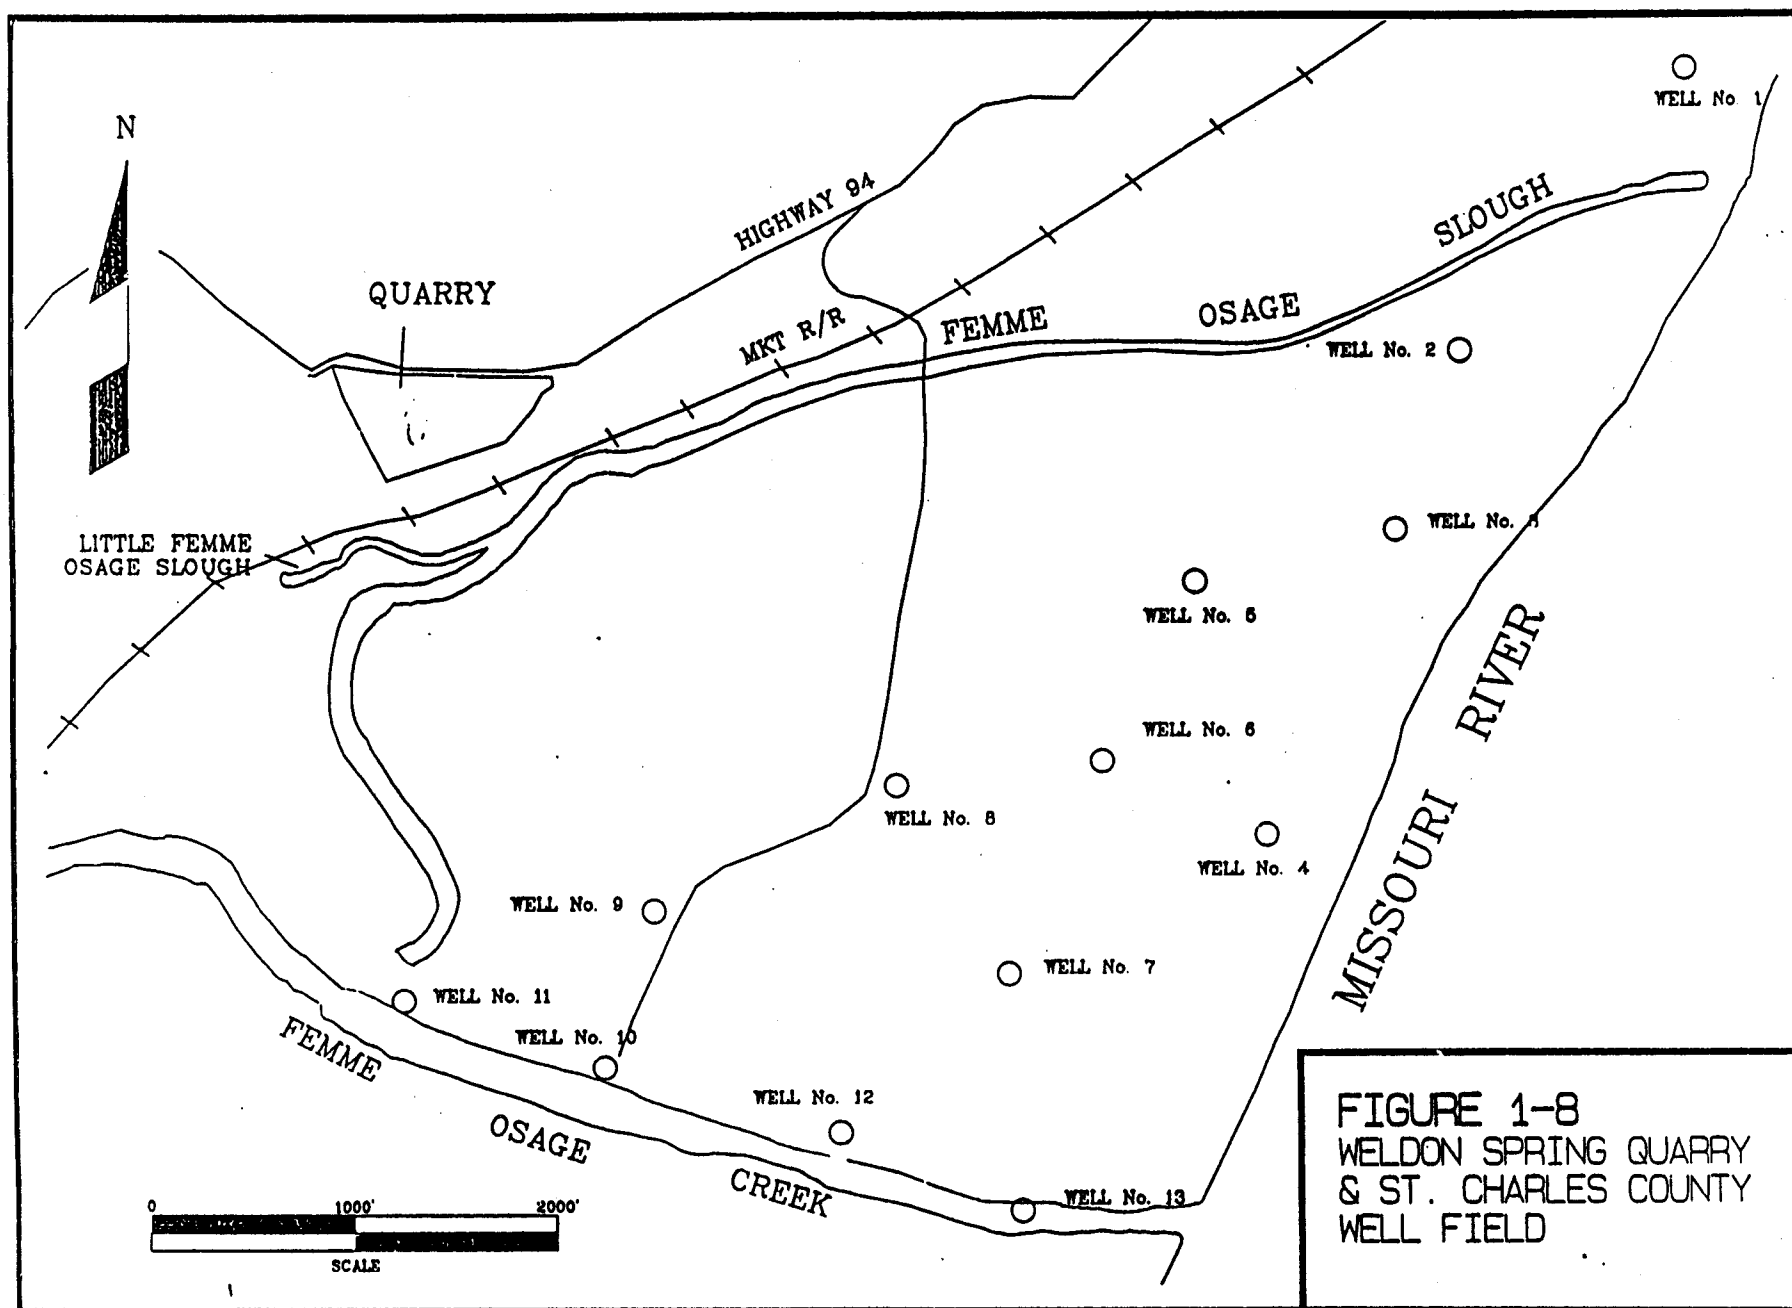 N
WELL No. 1
HIGHWAY 94
SLOUGH
QUARRY
OSAGE
FEMME
MKT R/R
WELL No. 2
WELL No.
LITTLE FEMME
OSAGE SLOUGH
WELL No. 5
MISSOURI RIVER
WELL No. 6
WELL No. 8
WELL No. 4
WELL No. 9
WELL No. 7
WELL No. 11
WELL No. 10
FEMME
OSAGE
CREEK
WELL No. 12
WELL No. 13
0 1000' 2000'
SCALE
FIGURE 1-8
WELDON SPRING QUARRY
& ST. CHARLES COUNTY
WELL FIELD